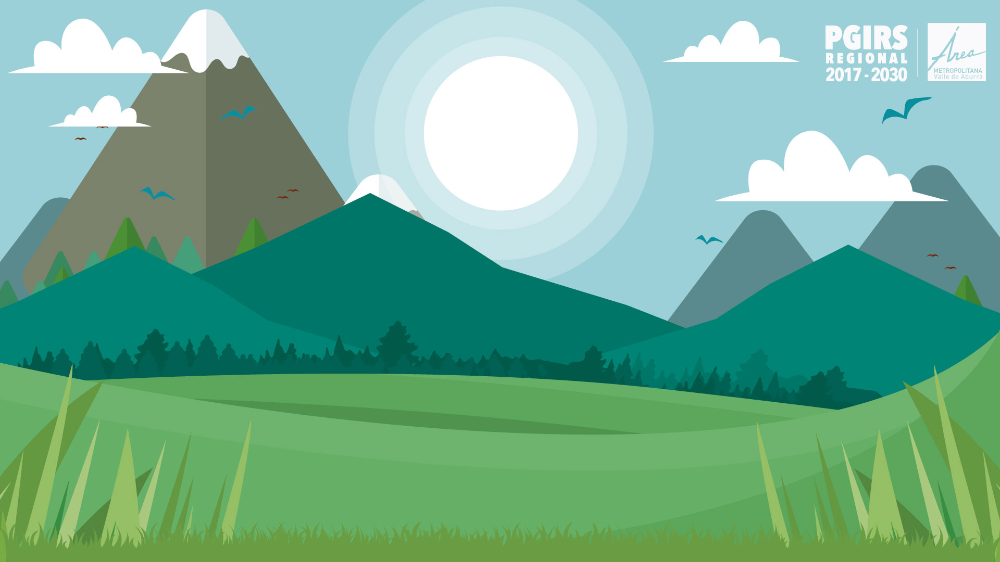 PGIRS
REGIONAL
2017-2030
Área
METROPOLITANA
Valle de Aburrá